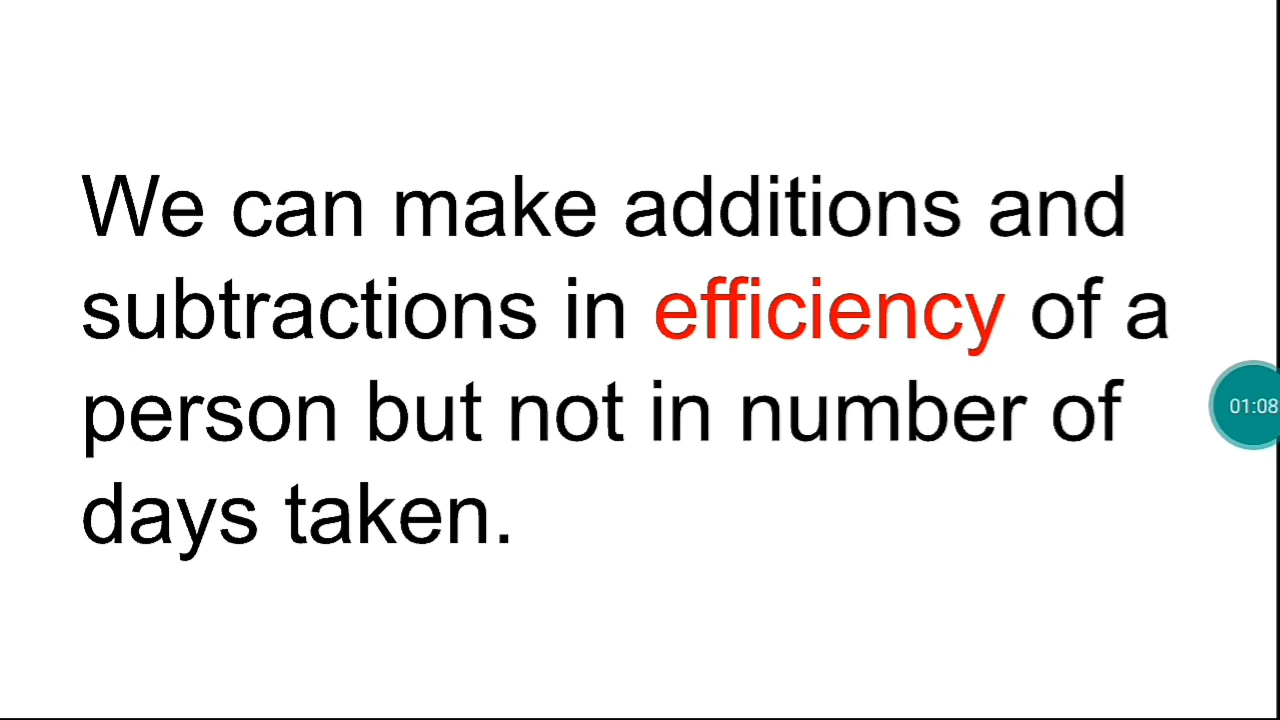 We can make additions and
subtractions in efficiency of a
person but not in number of
days taken.
01:08